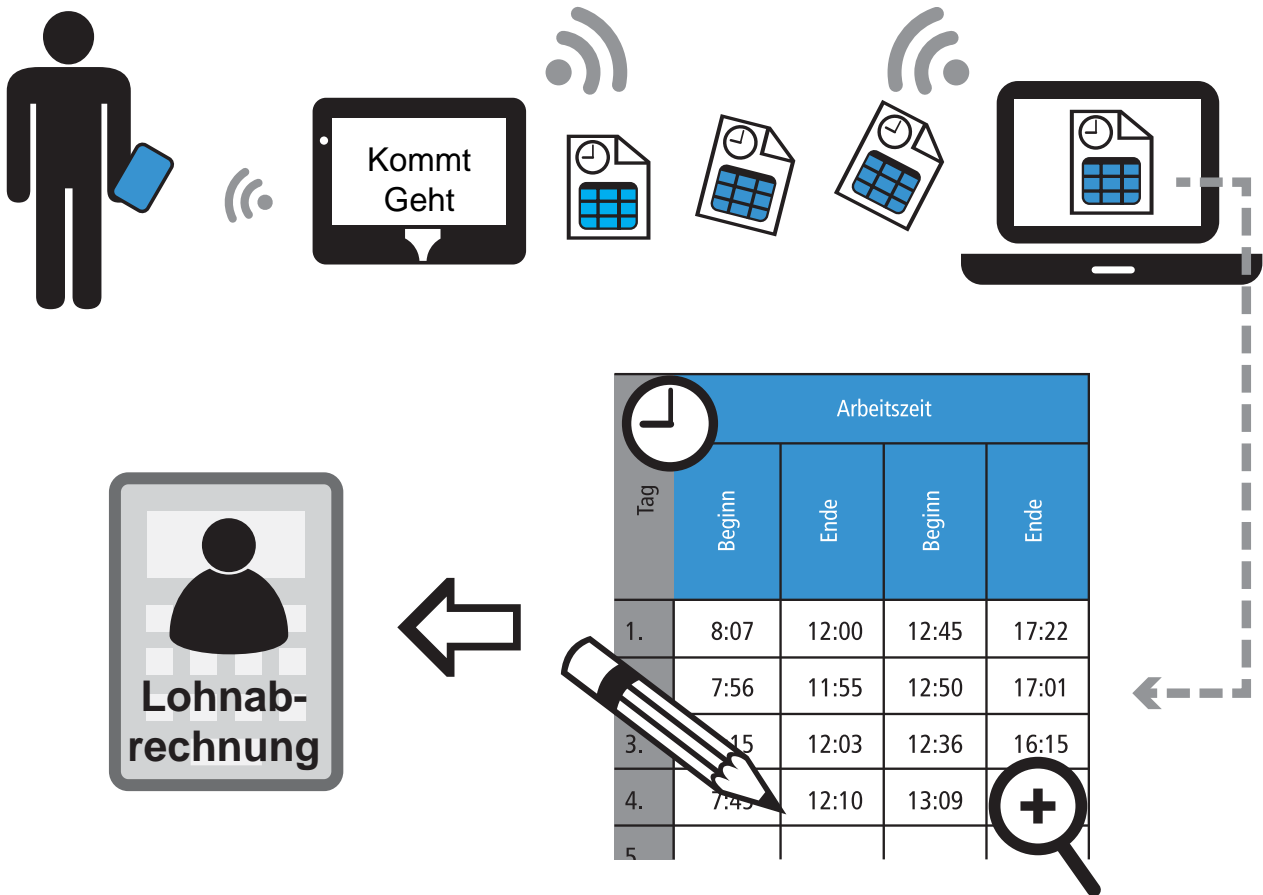 Kommt
Geht
Arbeitszeit
Tag Beginn Ende Beginn Ende
1. 8:07 12:00 12:45 17:22
7:56 11:55 12:50 17:01
3. 12:03 12:36 16:15
4. 12:10 13:09
Lohnab-
rechnung